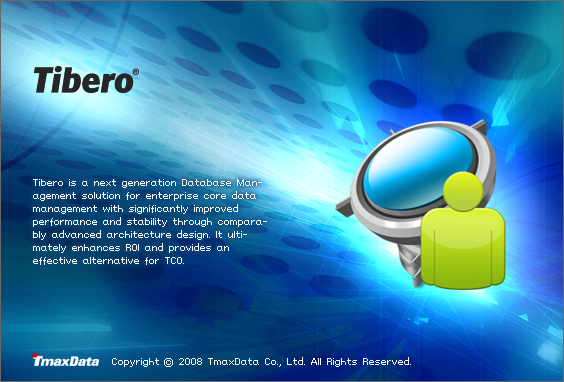 Tibero®
Tibero is a next generation Database Man-
agement solution for enterprise core data
management with significantly improved
performance and stability through compara-
bly advanced architecture design. It ulti-
mately enhances ROI and provides an
effective alternative for TCO.
TmaxData Copyright © 2008 TmaxData Co., Ltd. All Rights Reserved.